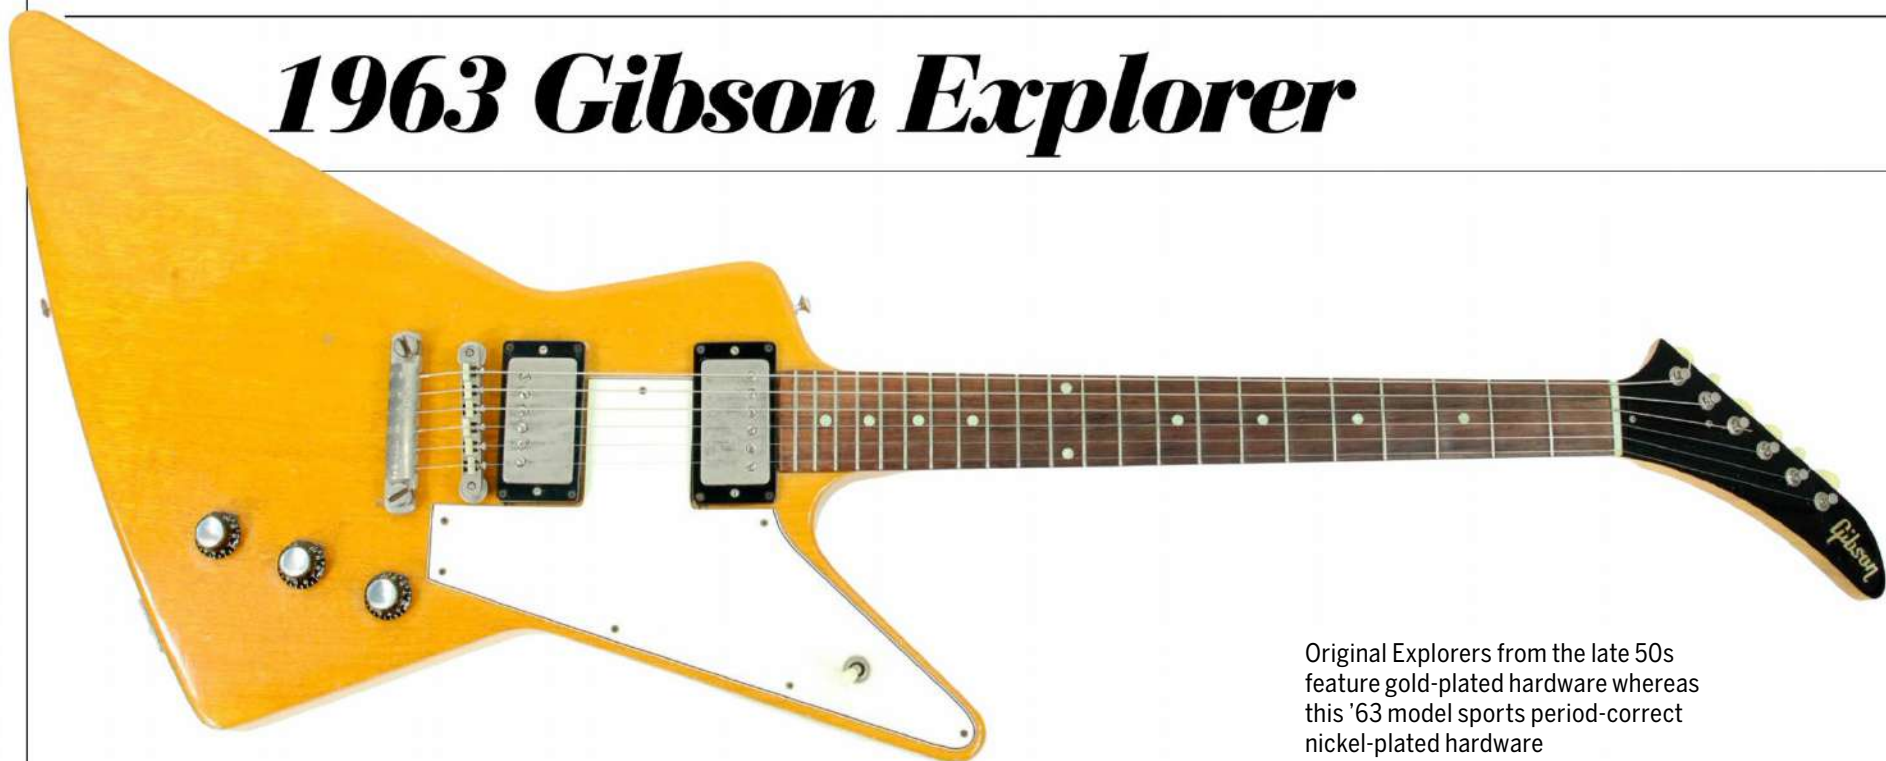 1963 Gibson Explorer
Gibson
Original Explorers from the late 50s
feature gold-plated hardware whereas
this ’63 model sports period-correct
nickel-plated hardware